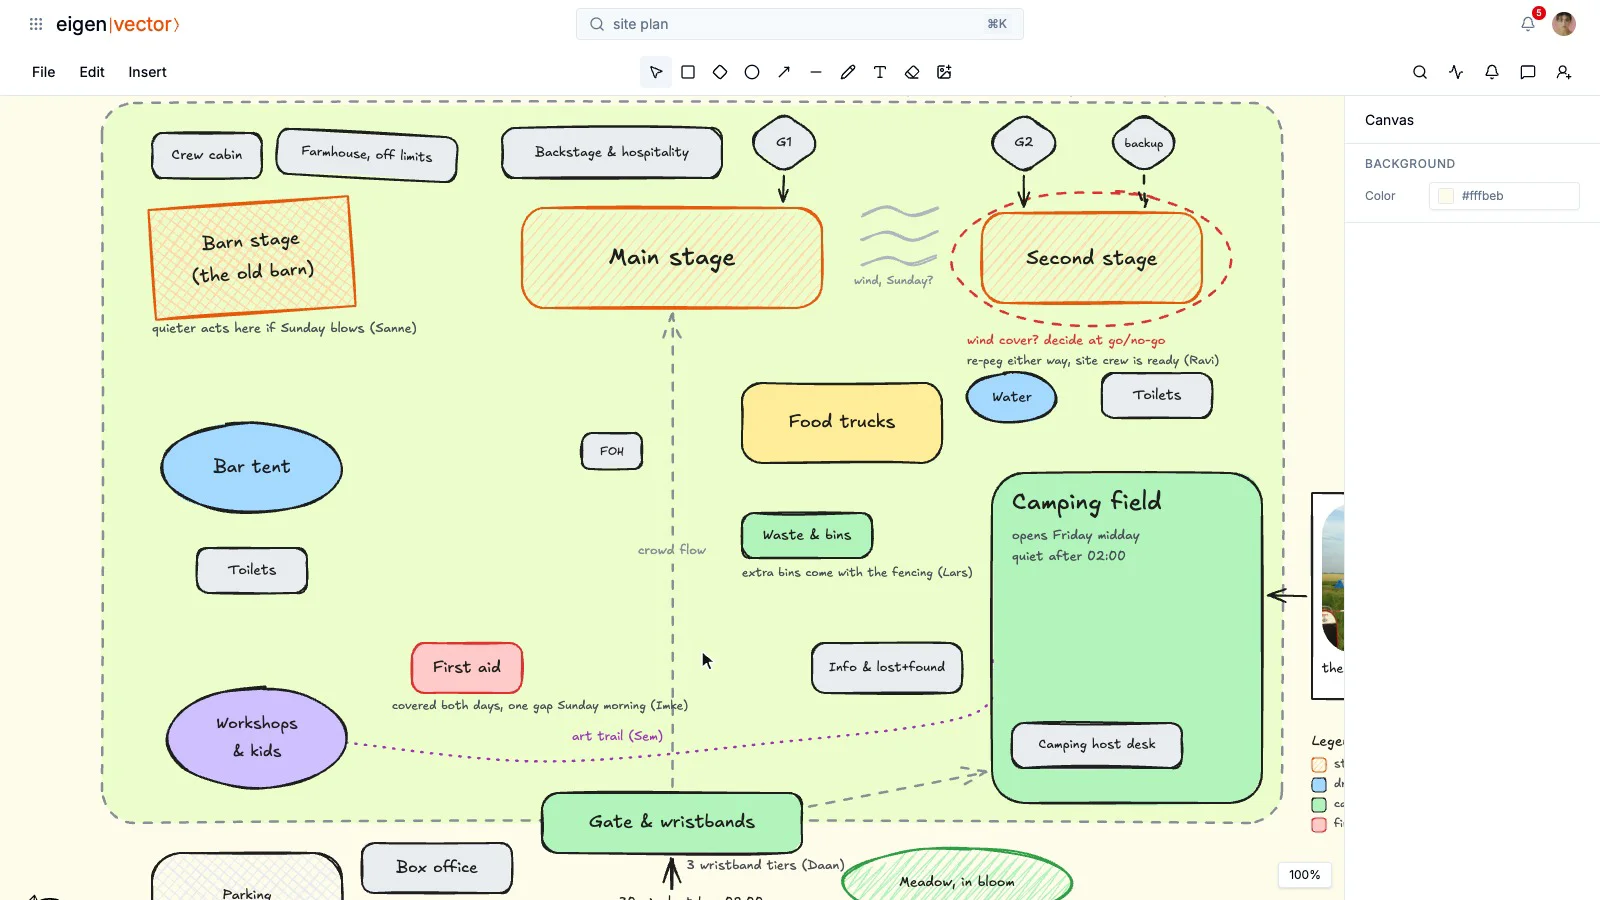 eigen|vector⟩
site plan
⌘K
5
File
Edit
Insert
Canvas
BACKGROUND
Color
#fffbeb
Crew cabin
Farmhouse, off limits
Backstage & hospitality
G1
G2
backup
Barn stage
(the old barn)
Main stage
Second stage
wind, Sunday?
quieter acts here if Sunday blows (Sanne)
wind cover? decide at go/no-go
re-peg either way, site crew is ready (Ravi)
Water
Toilets
Food trucks
FOH
Bar tent
Camping field
opens Friday midday
quiet after 02:00
Waste & bins
crowd flow
extra bins come with the fencing (Lars)
Toilets
First aid
Info & lost+found
the
covered both days, one gap Sunday morning (Imke)
Workshops
& kids
art trail (Sem)
Camping host desk
Gate & wristbands
3 wristband tiers (Daan)
Box office
Meadow, in bloom
Parking
100%